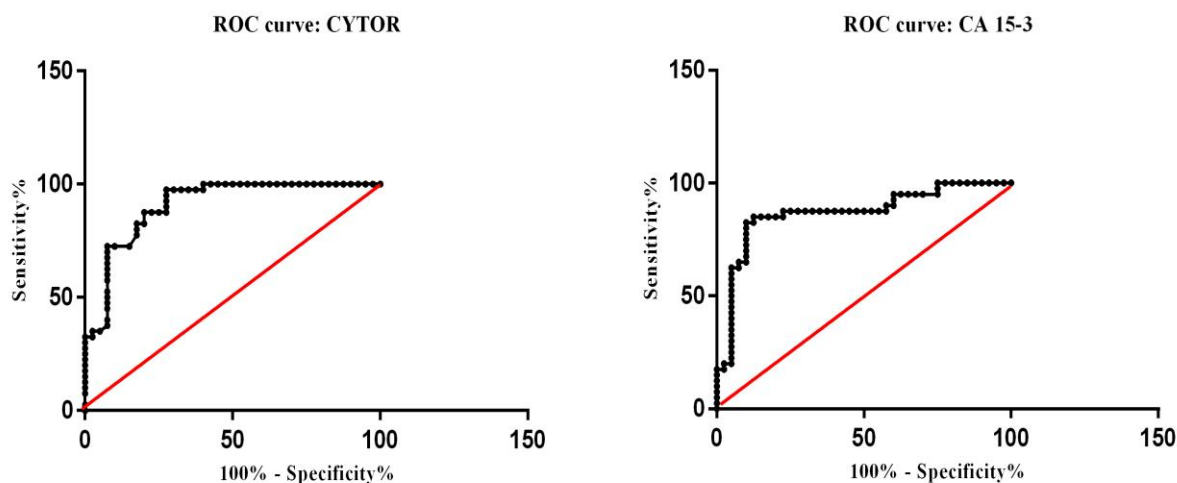 ROC curve: CYTOR
150
100
50
0
Sensitivity%
0 50 100 150
100% - Specificity%
ROC curve: CA 15-3
150
100
50
0
Sensitivity%
0 50 100 150
100% - Specificity%